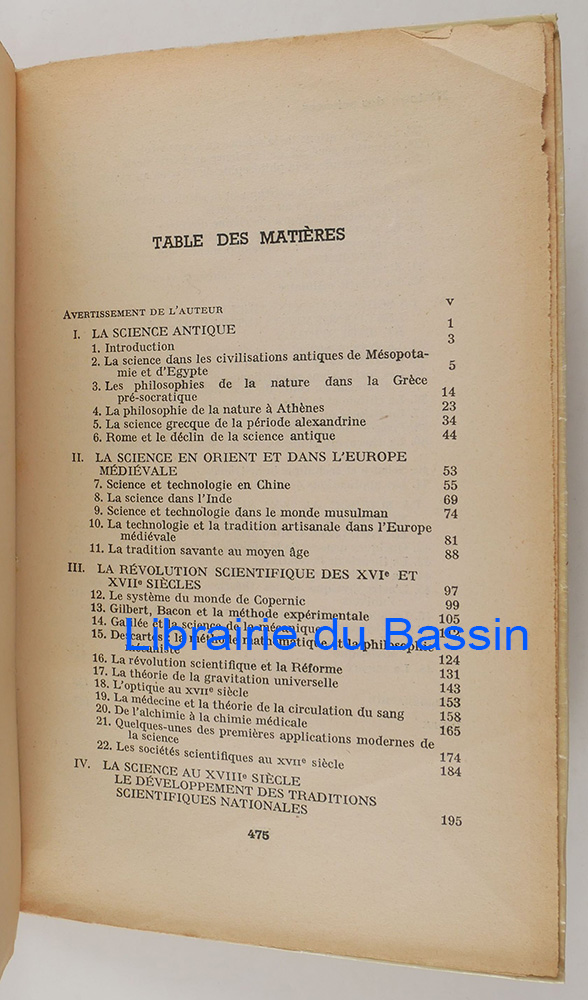 TABLE DES MATIÈRES
AVERTISSEMENT DE L'AUTEUR V
I. LA SCIENCE ANTIQUE 1
1. Introduction 3
2. La science dans les civilisations antiques de Mésopota-
mie et d'Egypte 5
3. Les philosophies de la nature dans la Grèce
pré-socratique 14
4. La philosophie de la nature à Athènes 23
5. La science grecque de la période alexandrine 34
6. Rome et le déclin de la science antique 44
II. LA SCIENCE EN ORIENT ET DANS L'EUROPE
MÉDIÉVALE 53
7. Science et technologie en Chine 55
8. La science dans l'Inde 69
9. Science et technologie dans le monde musulman 74
10. La technologie et la tradition artisanale dans l'Europe
médiévale 81
11. La tradition savante au moyen âge 88
III. LA RÉVOLUTION SCIENTIFIQUE DES XVIe ET
XVIIe SIÈCLES 97
12. Le système du monde de Copernic 99
13. Gilbert, Bacon et la méthode expérimentale 105
14. Galilée et la science de la mécanique
Librairie du Bassin
15. Descartes : la méthode mathématique et la philosophie
mécaniste 124
16. La révolution scientifique et la Réforme 131
17. La théorie de la gravitation universelle 143
18. L'optique au XVIIe siècle 153
19. La médecine et la théorie de la circulation du sang 158
20. De l'alchimie à la chimie médicale 165
21. Quelques-unes des premières applications modernes de
la science 174
22. Les sociétés scientifiques au XVIIe siècle 184
IV. LA SCIENCE AU XVIIIe SIÈCLE
LE DÉVELOPPEMENT DES TRADITIONS
SCIENTIFIQUES NATIONALES 195
475